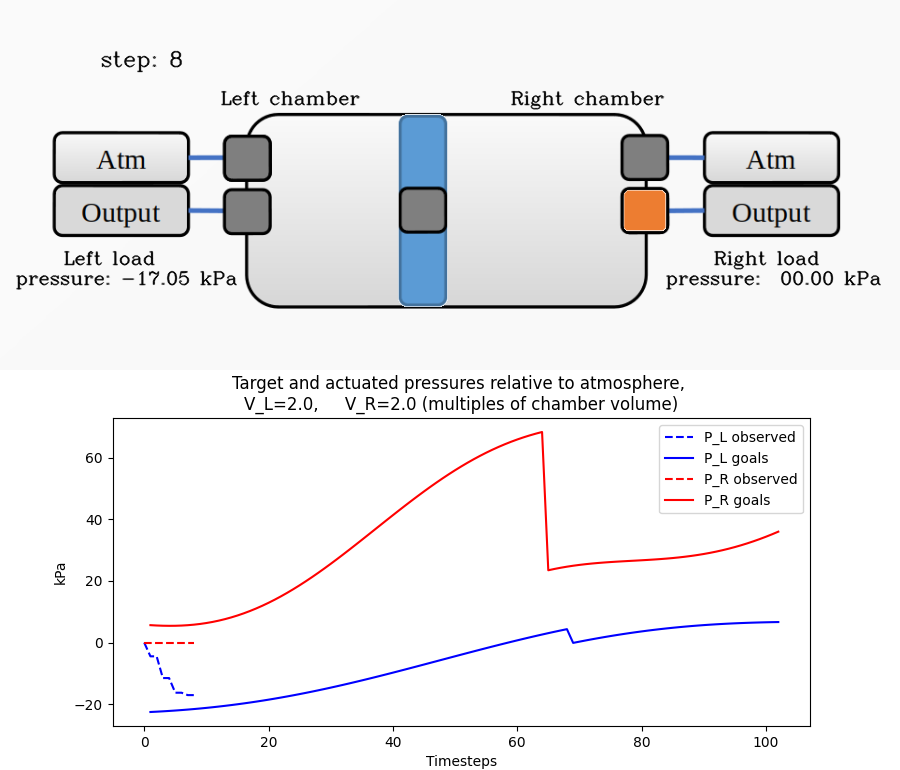 step: 8
Left chamber
Right chamber
Atm
Atm
Output
Output
Left load
pressure: −17.05 kPa
Right load
pressure: 00.00 kPa
Target and actuated pressures relative to atmosphere,
V_L=2.0, V_R=2.0 (multiples of chamber volume)
P_L observed
P_L goals
P_R observed
P_R goals
kPa
60
40
20
0
−20
0
20
40
60
80
100
Timesteps